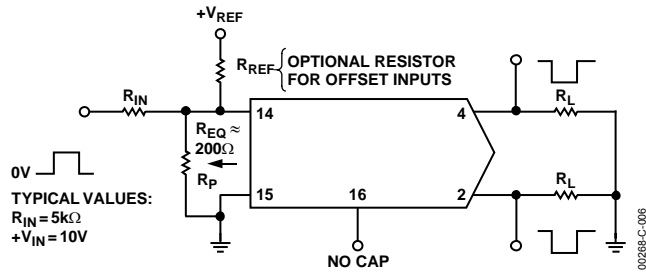 +VREF
RREF { OPTIONAL RESISTOR
FOR OFFSET INPUTS
RIN
14
4
RL
REQ ≈
200Ω
0V
RP
TYPICAL VALUES:
RIN = 5kΩ
+VIN = 10V
15
16
2
RL
NO CAP
00268-C-006